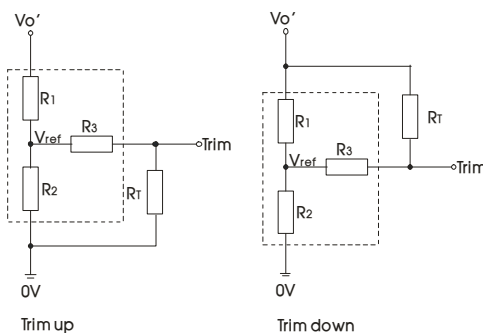 Vo'
R1
Vref
R3
Trim
R2
RT
0V
Trim up
Vo'
R1
RT
Vref
R3
Trim
R2
0V
Trim down